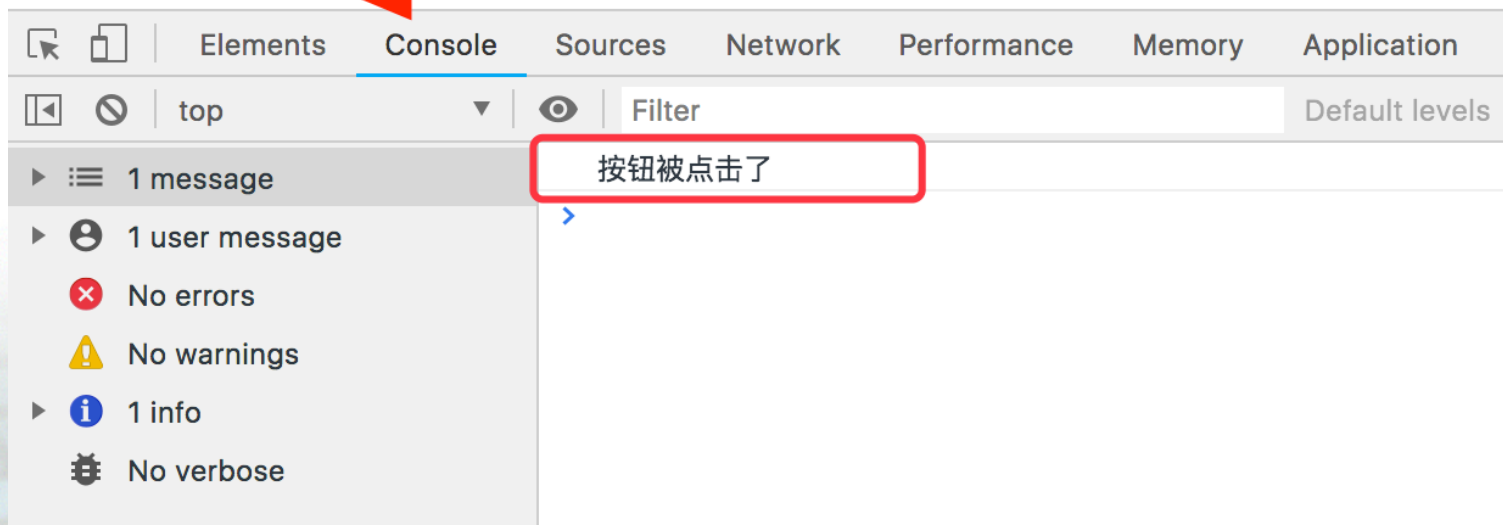 Elements Console Sources Network Performance Memory Application
top Filter Default levels
1 message
按钮被点击了
1 user message
No errors
No warnings
1 info
No verbose